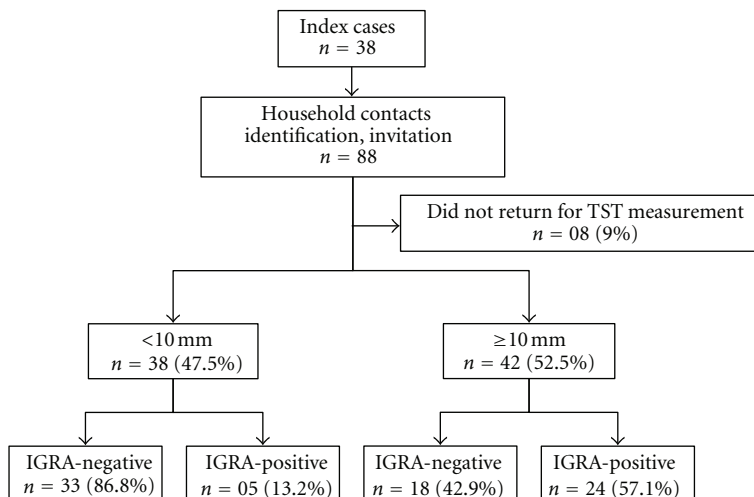 Index cases
n = 38
Household contacts
identification, invitation
n = 88
Did not return for TST measurement
n = 08 (9%)
<10 mm
n = 38 (47.5%)
≥10 mm
n = 42 (52.5%)
IGRA-negative
n = 33 (86.8%)
IGRA-positive
n = 05 (13.2%)
IGRA-negative
n = 18 (42.9%)
IGRA-positive
n = 24 (57.1%)